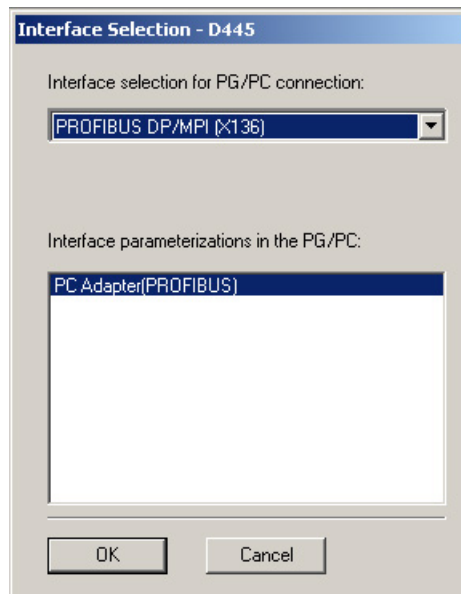 Interface Selection - D445
Interface selection for PG/PC connection:
PROFIBUS DP/MPI (X136)
Interface parameterizations in the PG/PC:
PC Adapter(PROFIBUS)
OK
Cancel